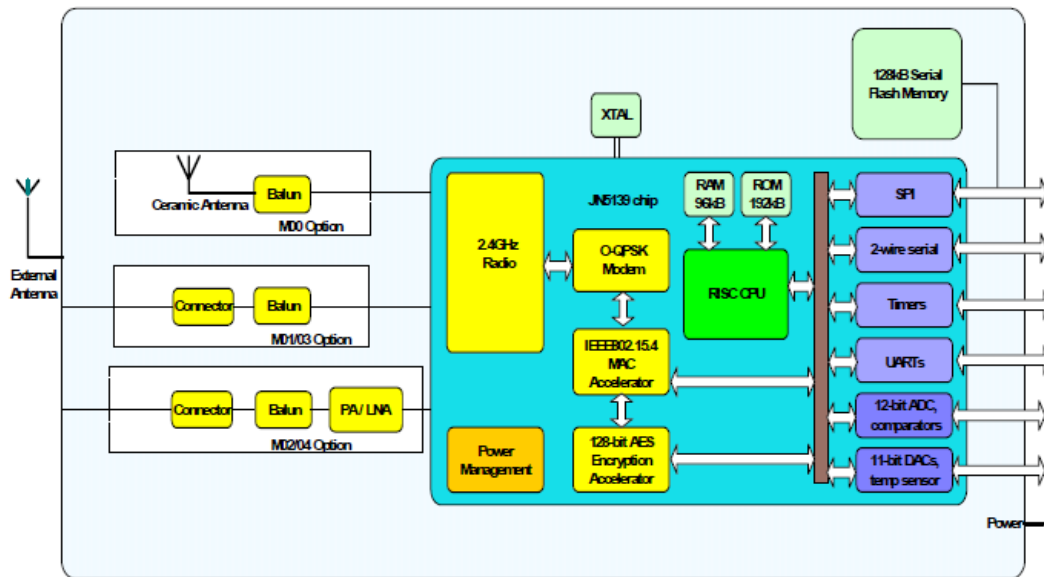 128kB Serial
Flash Memory
XTAL
Ceramic Antenna
Balun
M00 Option
External
Antenna
Connector
Balun
M01/03 Option
Connector
Balun
PA / LNA
M02/04 Option
2.4GHz
Radio
JN5139 chip
RAM
96kB
ROM
192kB
O-QPSK
Modem
RISC CPU
IEEE802.15.4
MAC
Accelerator
Power
Management
128-bit AES
Encryption
Accelerator
SPI
2-wire serial
Timers
UARTs
12-bit ADC,
comparators
11-bit DACs,
temp sensor
Power